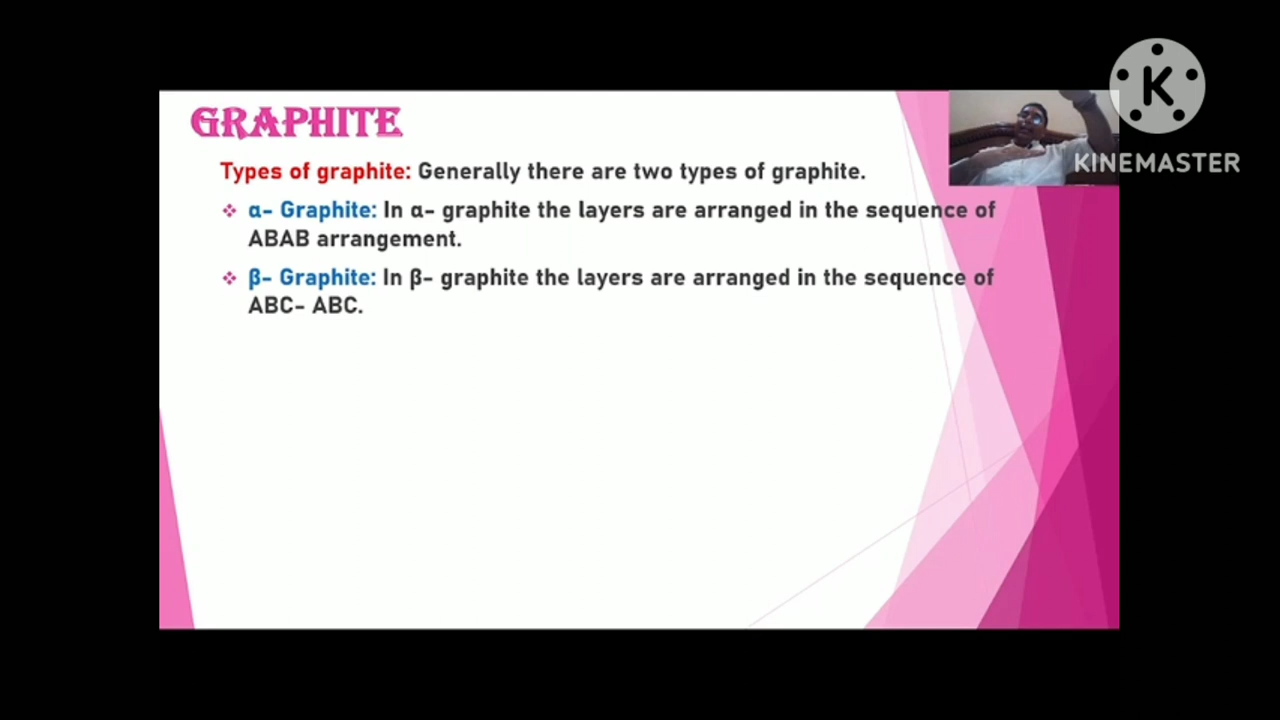 GRAPHITE
Types of graphite: Generally there are two types of graphite.
❖ α- Graphite: In α- graphite the layers are arranged in the sequence of
ABAB arrangement.
❖ β- Graphite: In β- graphite the layers are arranged in the sequence of
ABC- ABC.
K
KINEMASTER